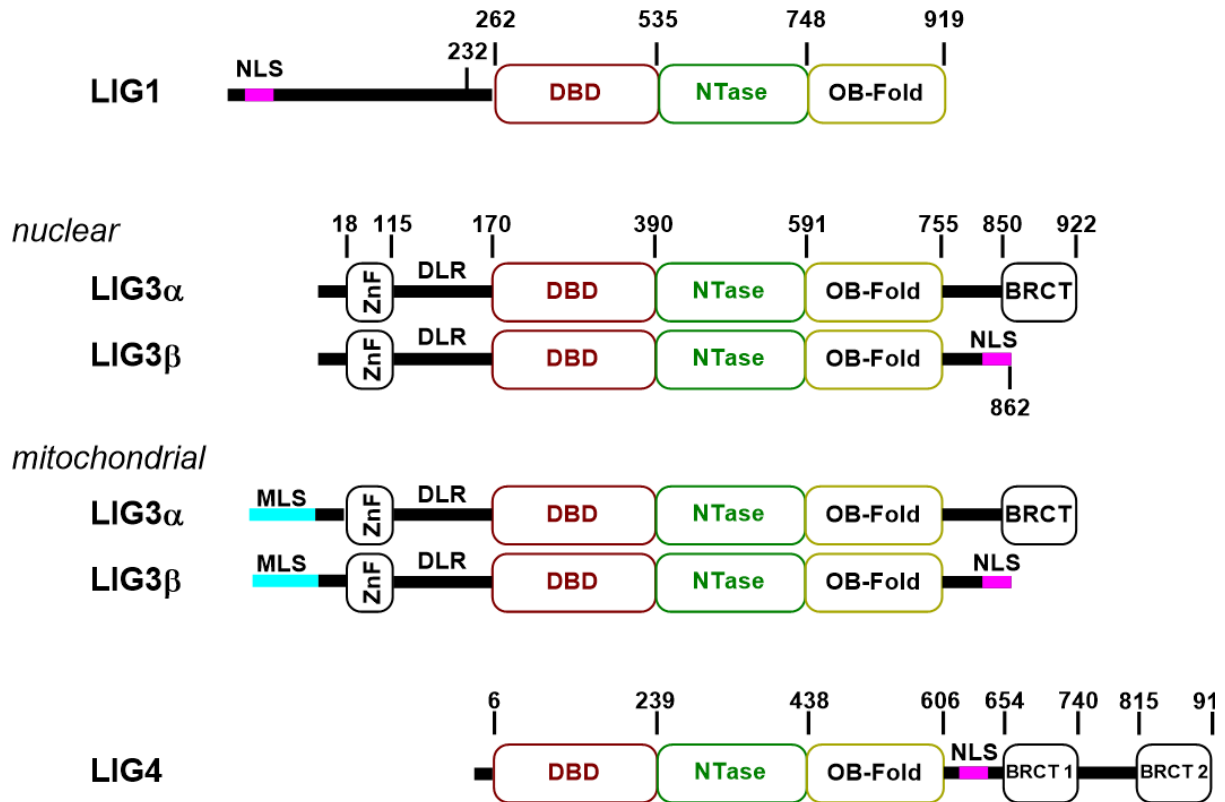 262 535 748 919
232
NLS
LIG1 DBD NTase OB-Fold
nuclear
18 115 170 390 591 755 850 922
DLR
LIG3α ZnF DBD NTase OB-Fold BRCT
DLR NLS
LIG3β ZnF DBD NTase OB-Fold
862
mitochondrial
MLS DLR
LIG3α ZnF DBD NTase OB-Fold BRCT
MLS DLR NLS
LIG3β ZnF DBD NTase OB-Fold
6 239 438 606 654 740 815 91
NLS
LIG4 DBD NTase OB-Fold BRCT 1 BRCT 2